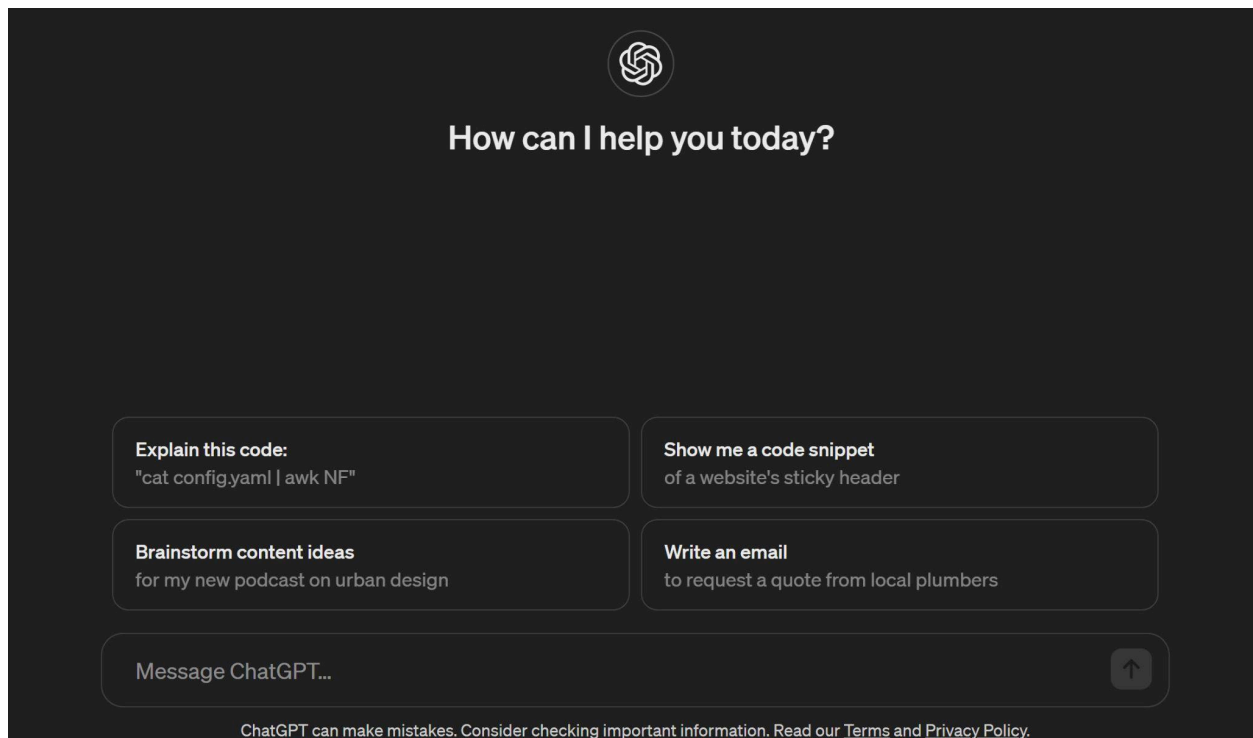 How can I help you today?
Explain this code:
"cat config.yaml | awk NF"
Show me a code snippet
of a website's sticky header
Brainstorm content ideas
for my new podcast on urban design
Write an email
to request a quote from local plumbers
Message ChatGPT...
ChatGPT can make mistakes. Consider checking important information. Read our Terms and Privacy Policy.